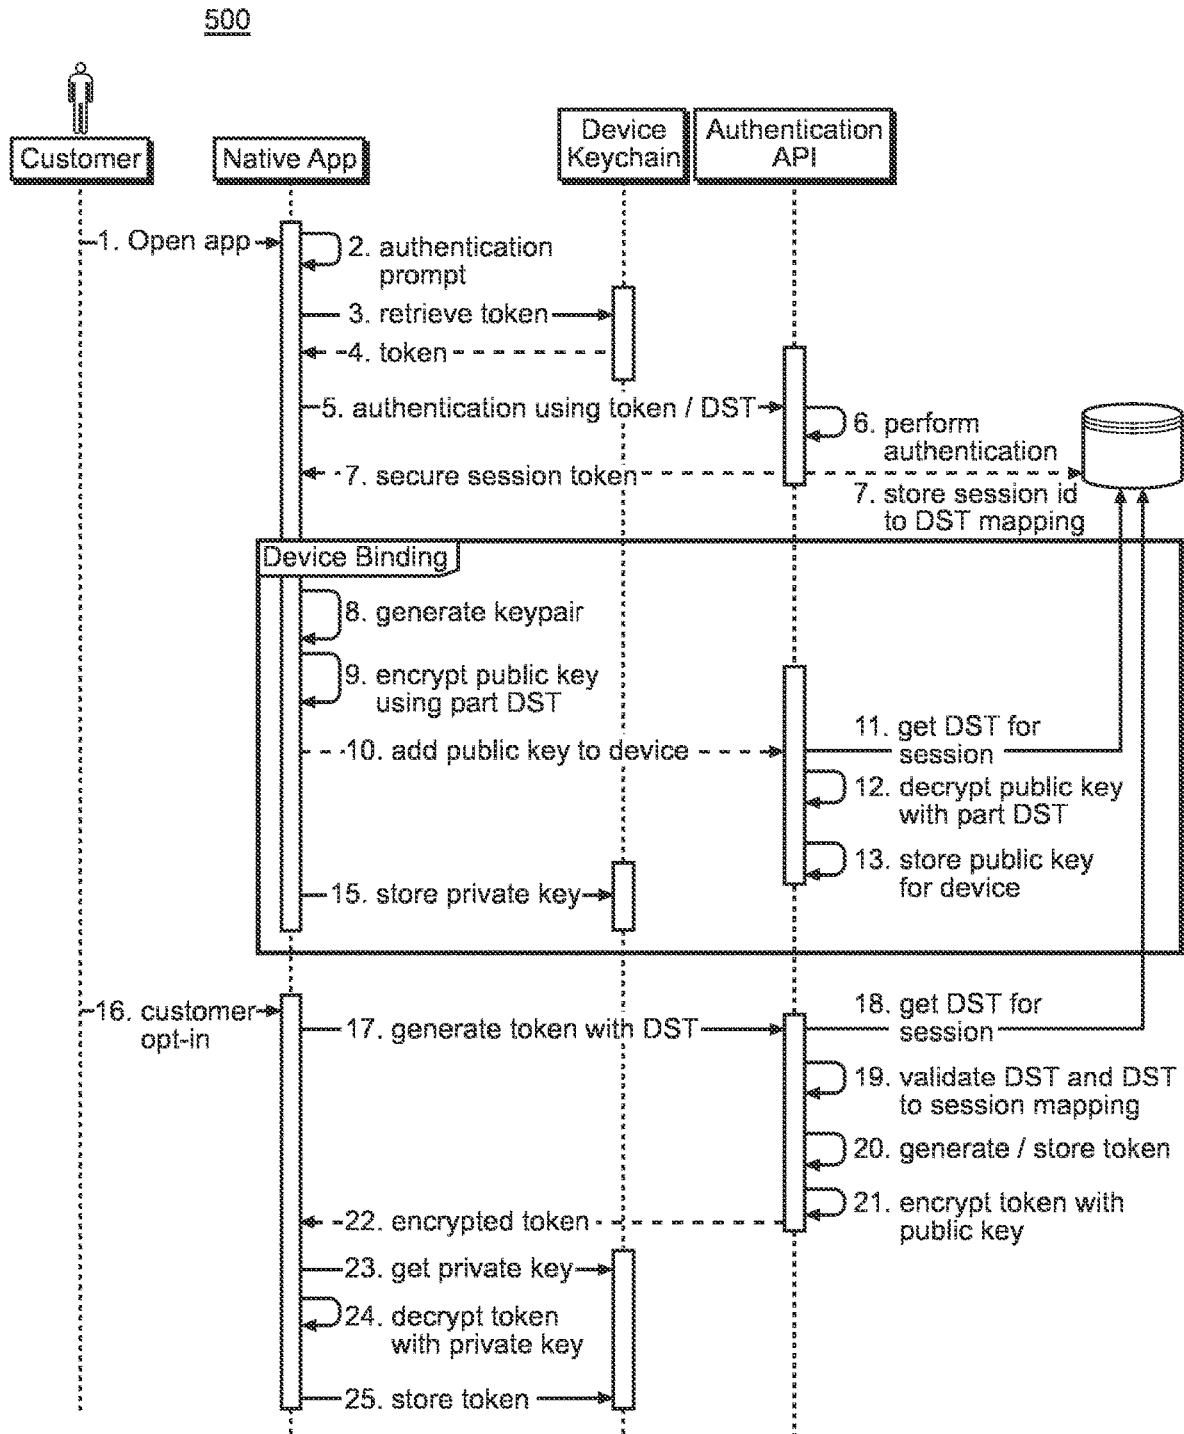 500
Customer
Native App
Device
Keychain
Authentication
API
1. Open app
2. authentication
prompt
3. retrieve token
4. token
5. authentication using token / DST
6. perform
authentication
7. secure session token
7. store session id
to DST mapping
Device Binding
8. generate keypair
9. encrypt public key
using part DST
10. add public key to device
11. get DST for
session
12. decrypt public key
with part DST
13. store public key
for device
15. store private key
16. customer
opt-in
17. generate token with DST
18. get DST for
session
19. validate DST and DST
to session mapping
20. generate / store token
21. encrypt token with
public key
22. encrypted token
23. get private key
24. decrypt token
with private key
25. store token